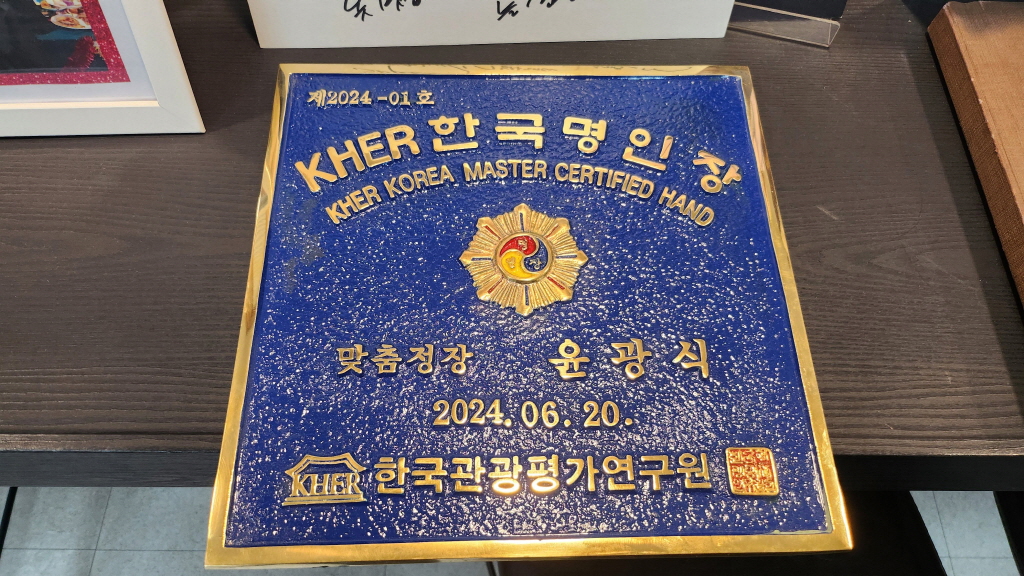 제2024-01호
KHER 한국명인장
KHER KOREA MASTER CERTIFIED HAND
맞춤정장 윤광식
2024.06.20.
KHER 한국관광평가연구원